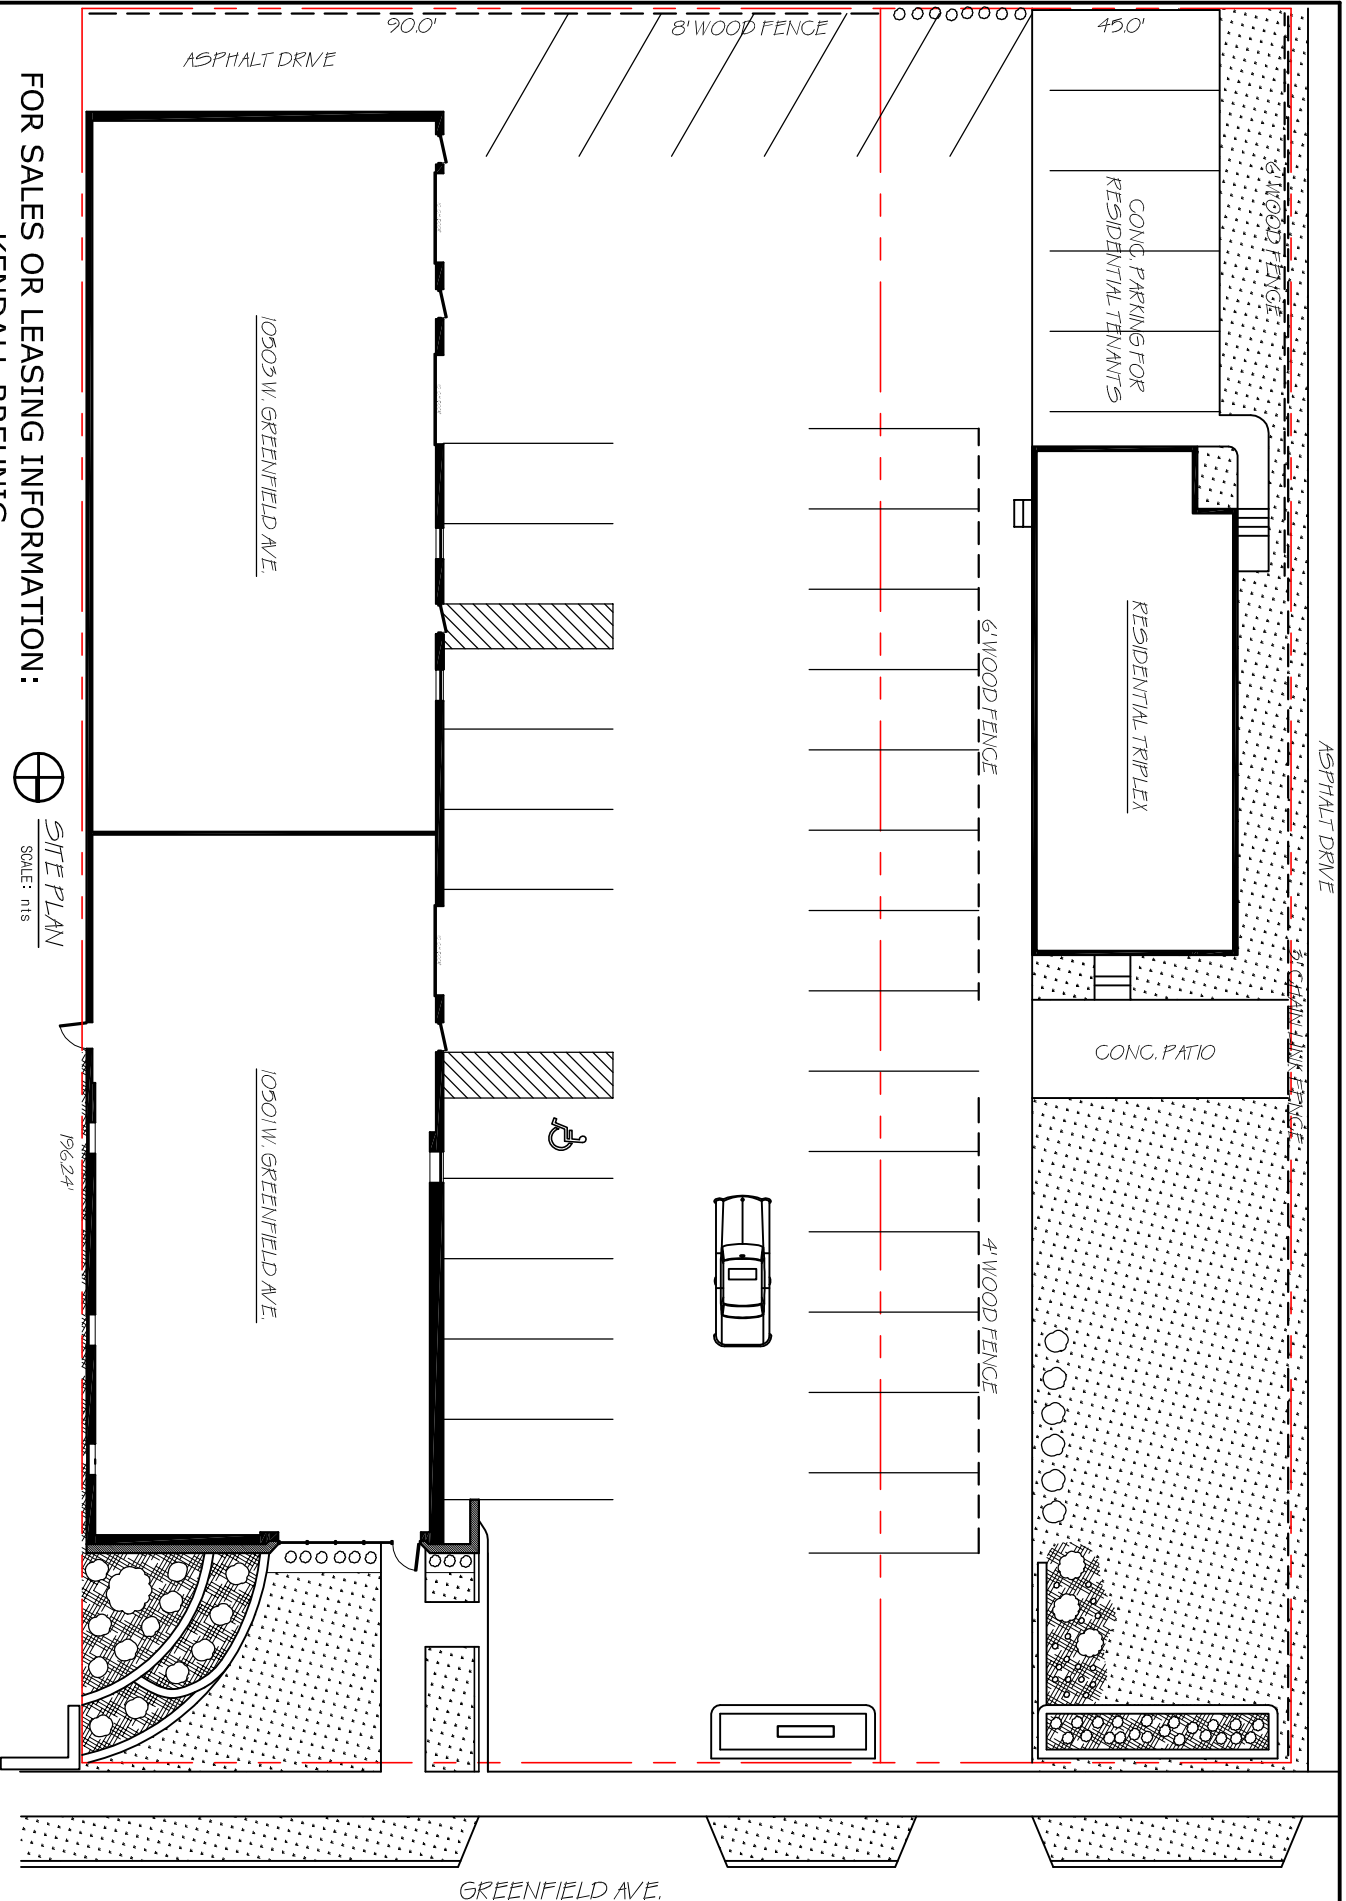 90.0'
8' WOOD FENCE
45.0'
ASPHALT DRIVE
6' WOOD FENCE
CONC. PARKING FOR
RESIDENTIAL TENANTS
10503 W. GREENFIELD AVE.
RESIDENTIAL TRIPLEX
6' WOOD FENCE
ASPHALT DRIVE
FOR SALES OR LEASING INFORMATION:
SITE PLAN
SCALE: nts
CONC. PATIO
3' CHAIN LINK FENCE
10501 W. GREENFIELD AVE.
196.24'
4' WOOD FENCE
GREENFIELD AVE.